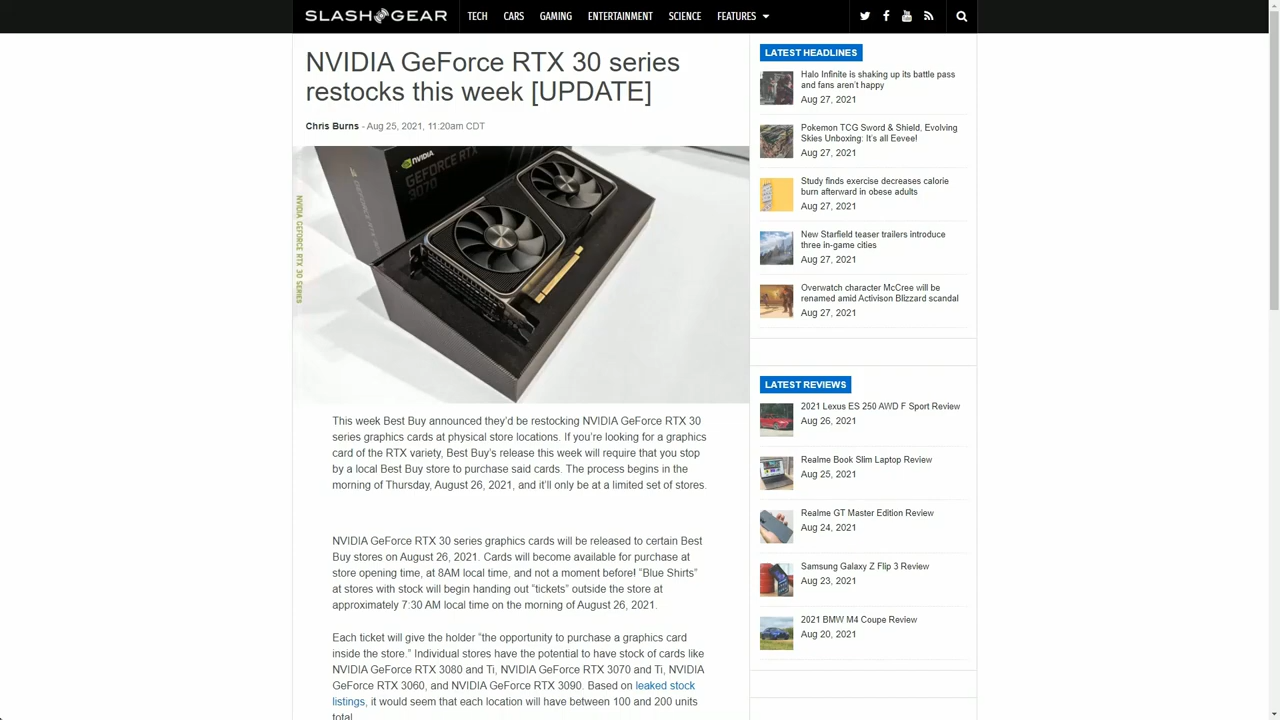 SLASH GEAR TECH CARS GAMING ENTERTAINMENT SCIENCE FEATURES
NVIDIA GeForce RTX 30 series
restocks this week [UPDATE]
Chris Burns - Aug 25, 2021, 11:20am CDT
NVIDIA
GEFORCE RTX
3070
NVIDIA GEFORCE RTX 30 SERIES
This week Best Buy announced they'd be restocking NVIDIA GeForce RTX 30
series graphics cards at physical store locations. If you're looking for a graphics
card of the RTX variety, Best Buy's release this week will require that you stop
by a local Best Buy store to purchase said cards. The process begins in the
morning of Thursday, August 26, 2021, and it'll only be at a limited set of stores.
NVIDIA GeForce RTX 30 series graphics cards will be released to certain Best
Buy stores on August 26, 2021. Cards will become available for purchase at
store opening time, at 8AM local time, and not a moment before! "Blue Shirts"
at stores with stock will begin handing out "tickets" outside the store at
approximately 7:30 AM local time on the morning of August 26, 2021.
Each ticket will give the holder "the opportunity to purchase a graphics card
inside the store." Individual stores have the potential to have stock of cards like
NVIDIA GeForce RTX 3080 and Ti, NVIDIA GeForce RTX 3070 and Ti, NVIDIA
GeForce RTX 3060, and NVIDIA GeForce RTX 3090. Based on leaked stock
listings, it would seem that each location will have between 100 and 200 units
total.
LATEST HEADLINES
Halo Infinite is shaking up its battle pass
and fans aren't happy
Aug 27, 2021
Pokemon TCG Sword & Shield, Evolving
Skies Unboxing: It's all Eevee!
Aug 27, 2021
Study finds exercise decreases calorie
burn afterward in obese adults
Aug 27, 2021
New Starfield teaser trailers introduce
three in-game cities
Aug 27, 2021
Overwatch character McCree will be
renamed amid Activison Blizzard scandal
Aug 27, 2021
LATEST REVIEWS
2021 Lexus ES 250 AWD F Sport Review
Aug 26, 2021
Realme Book Slim Laptop Review
Aug 25, 2021
Realme GT Master Edition Review
Aug 24, 2021
Samsung Galaxy Z Flip 3 Review
Aug 23, 2021
2021 BMW M4 Coupe Review
Aug 20, 2021